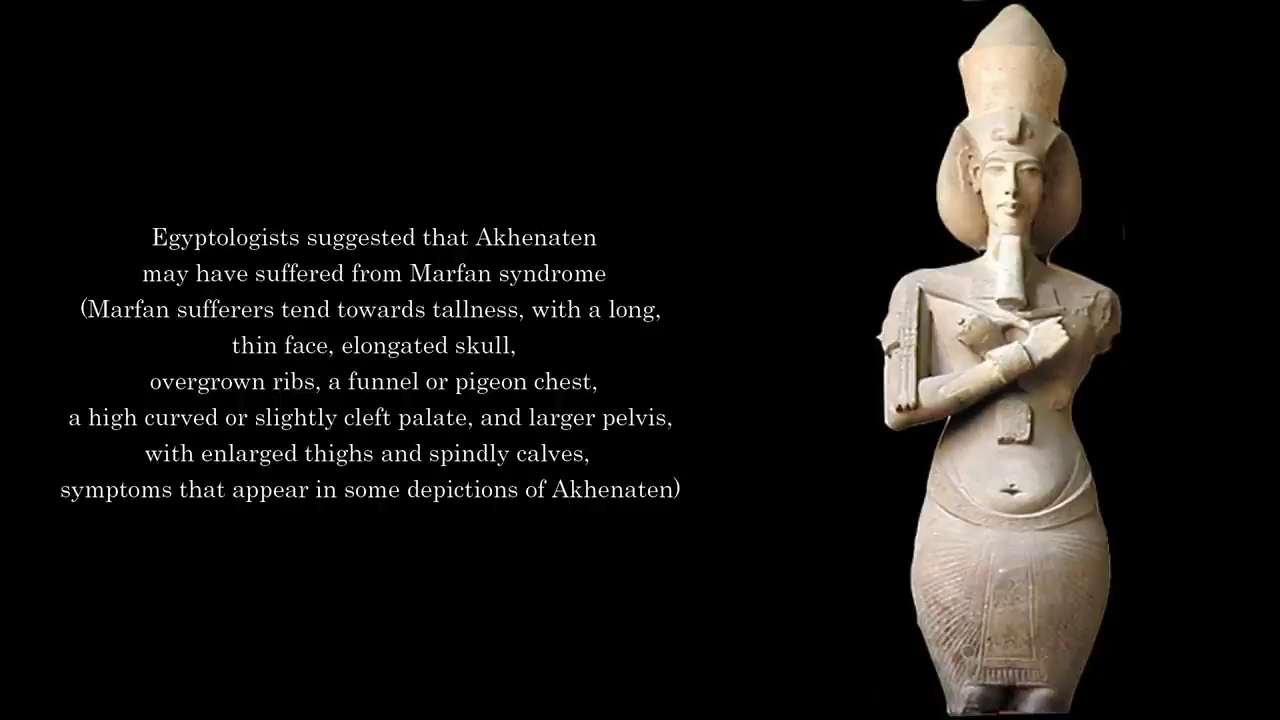 Egyptologists suggested that Akhenaten
may have suffered from Marfan syndrome
(Marfan sufferers tend towards tallness, with a long,
thin face, elongated skull,
overgrown ribs, a funnel or pigeon chest,
a high curved or slightly cleft palate, and larger pelvis,
with enlarged thighs and spindly calves,
symptoms that appear in some depictions of Akhenaten)